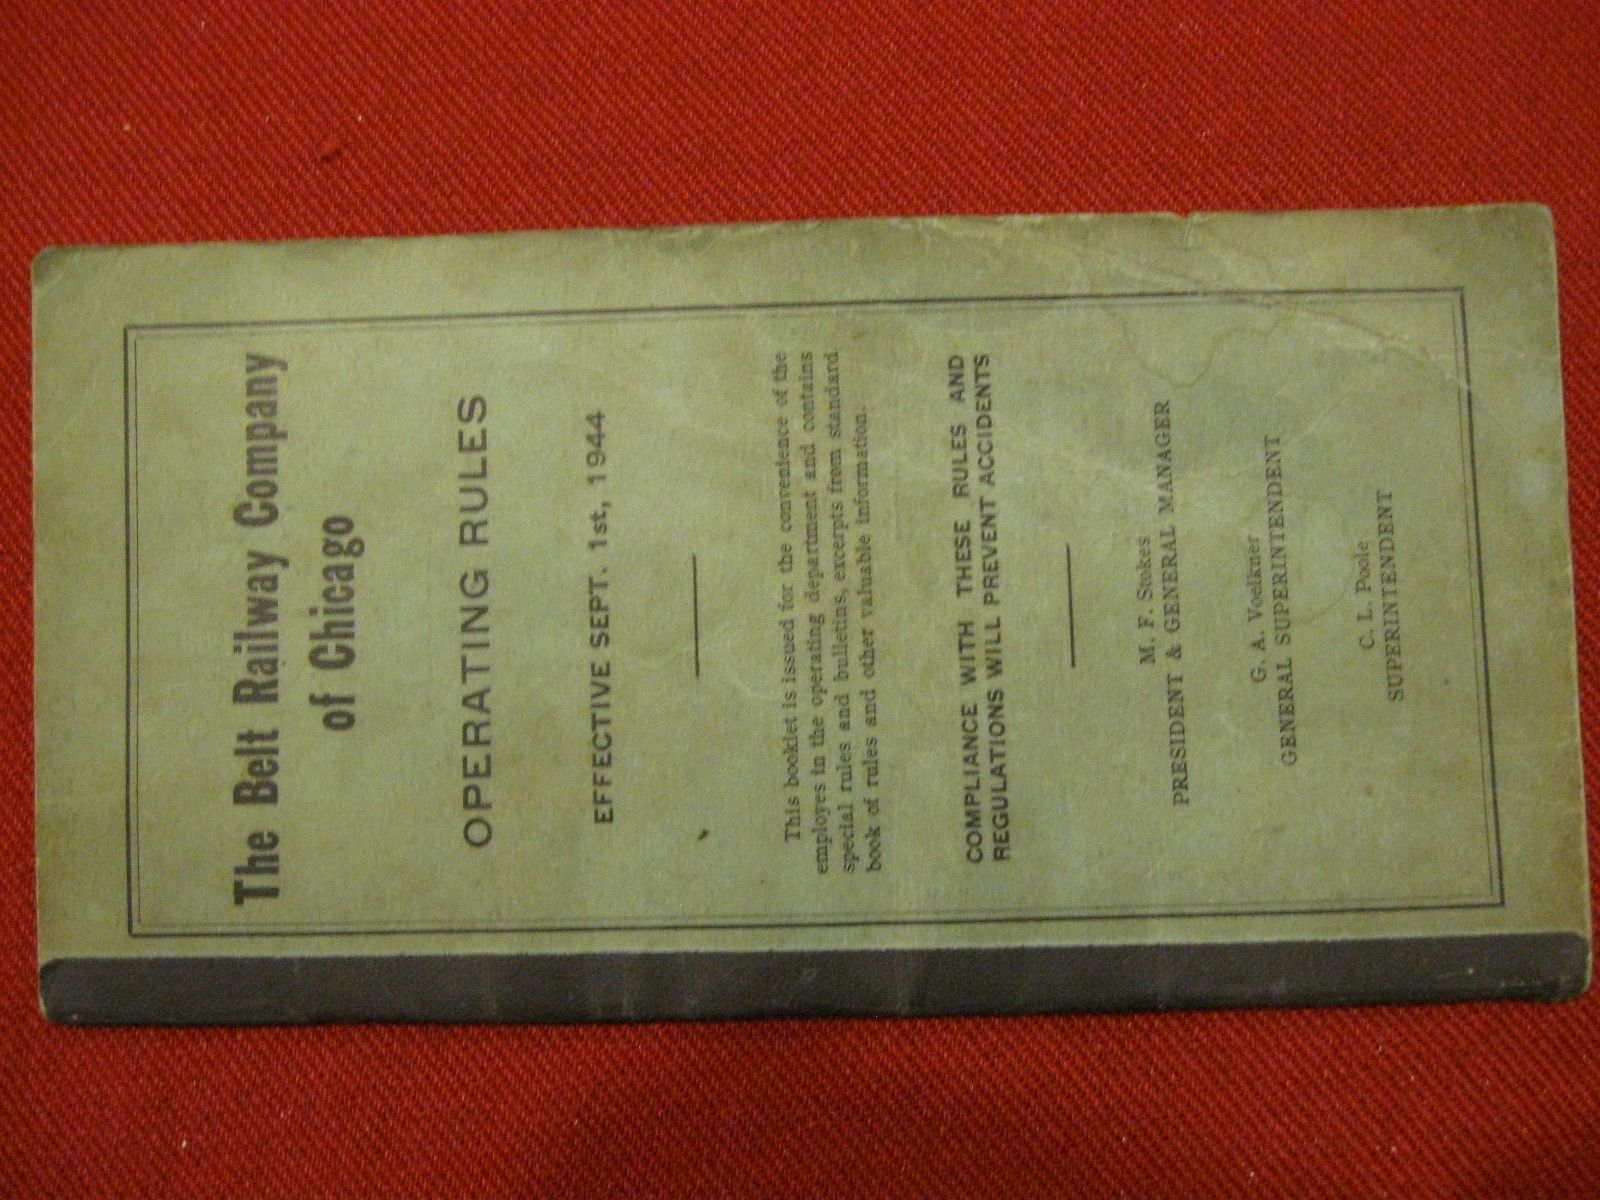 The Belt Railway Company
of Chicago
OPERATING RULES
EFFECTIVE SEPT. 1st, 1944
This booklet is issued for the convenience of the
employes in the operating department and contains
special rules and bulletins, excerpts from standard
book of rules and other valuable information.
COMPLIANCE WITH THESE RULES AND
REGULATIONS WILL PREVENT ACCIDENTS
M. F. Stokes
PRESIDENT & GENERAL MANAGER
G. A. Voelkner
GENERAL SUPERINTENDENT
C. L. Poole
SUPERINTENDENT